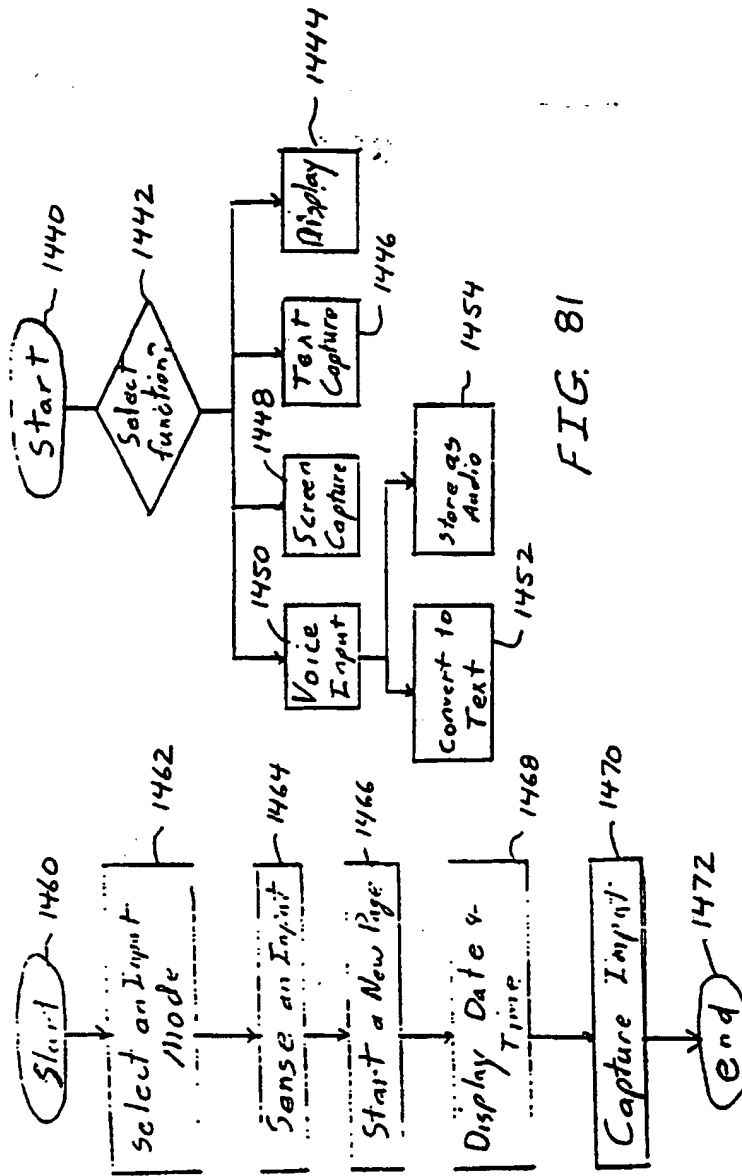 Start
1440
Select
function
1442
Voice
Input
1450
Screen
Capture
1448
Text
Capture
1446
Display
1444
Convert to
Text
1452
Store as
Audio
1454
FIG. 81
Start
1460
Select an Input
Mode
1462
Sense an Input
1464
Start a New Page
1466
Display Date &
Time
1468
Capture Input
1470
end
1472